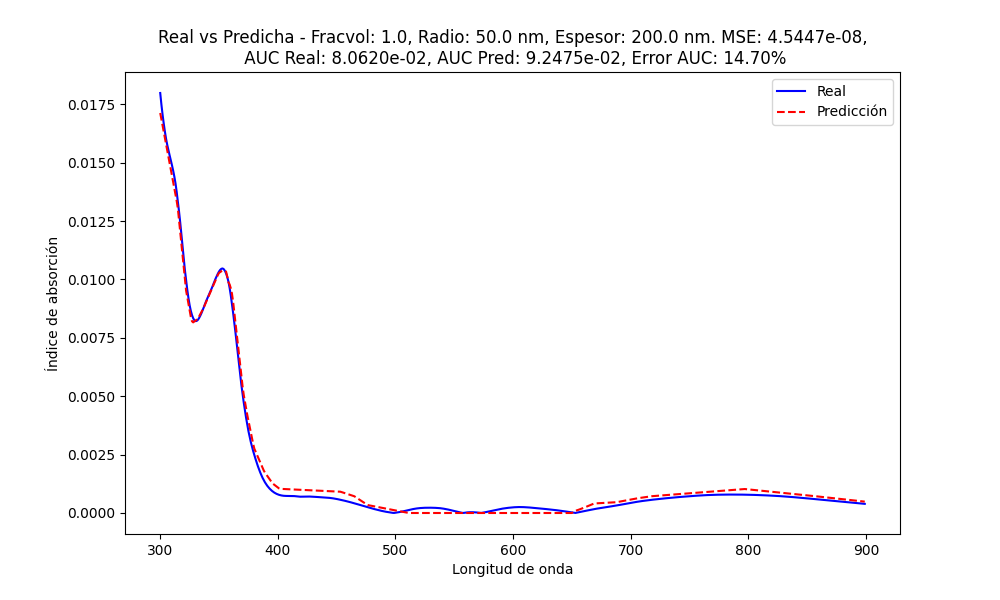 Real vs Predicha - Fracvol: 1.0, Radio: 50.0 nm, Espesor: 200.0 nm. MSE: 4.5447e-08,
AUC Real: 8.0620e-02, AUC Pred: 9.2475e-02, Error AUC: 14.70%
Real
Predicción
0.0175
0.0150
0.0125
0.0100
0.0075
0.0050
0.0025
0.0000
Índice de absorción
300 400 500 600 700 800 900
Longitud de onda